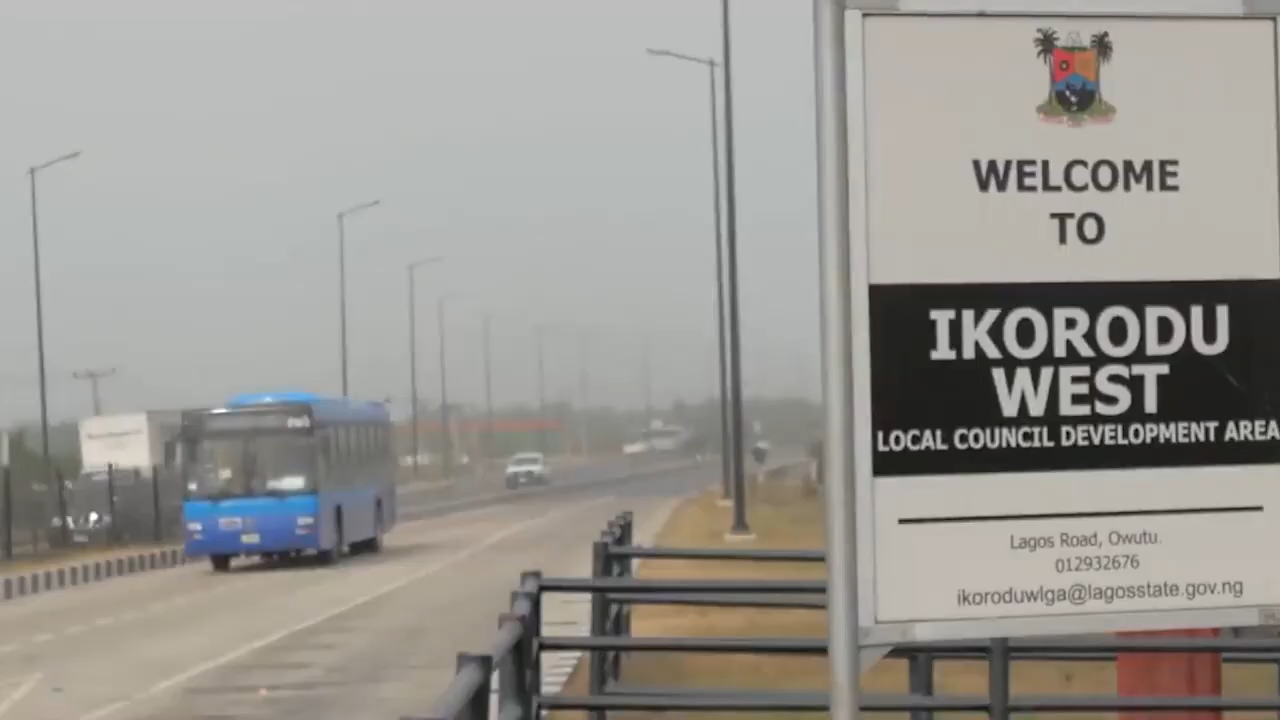 WELCOME
TO
IKORODU
WEST
LOCAL COUNCIL DEVELOPMENT AREA
Lagos Road, Owutu.
012932676
ikoroduwlga@lagosstate.gov.ng